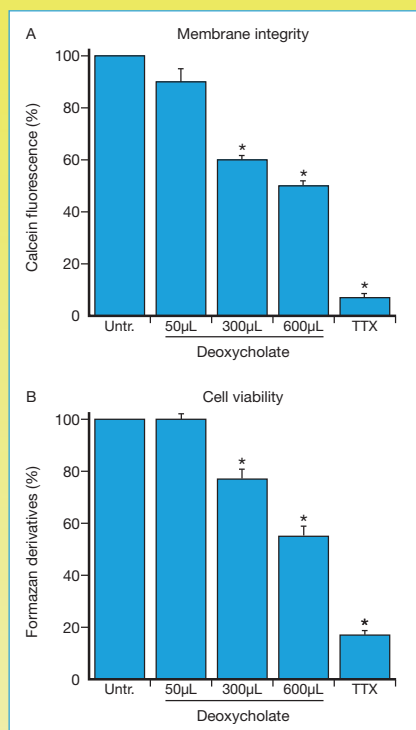 A
Membrane integrity
Calcein fluorescence (%)
100
80
60
40
20
0
*
*
*
Untr.
50µL
300µL
600µL
TTX
Deoxycholate
B
Cell viability
Formazan derivatives (%)
100
80
60
40
20
0
*
*
*
Untr.
50µL
300µL
600µL
TTX
Deoxycholate